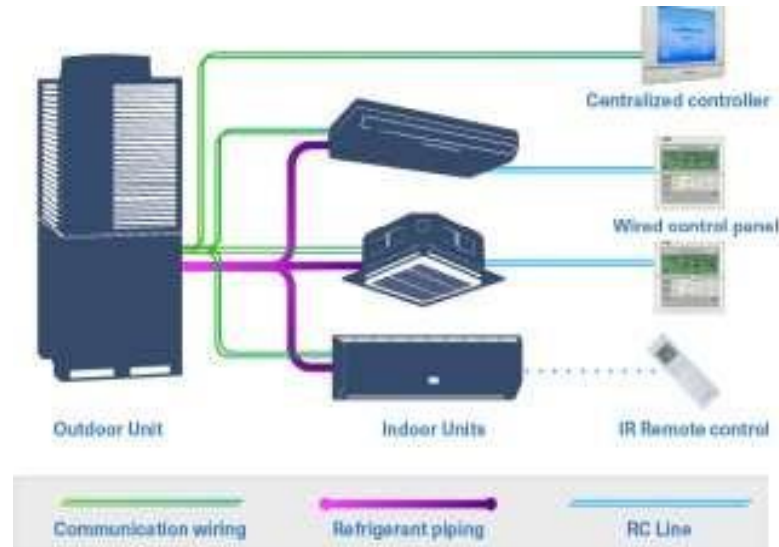 Centralized controller
Wired control panel
Outdoor Unit
Indoor Units
IR Remote control
Communication wiring
Refrigerant piping
RC Line